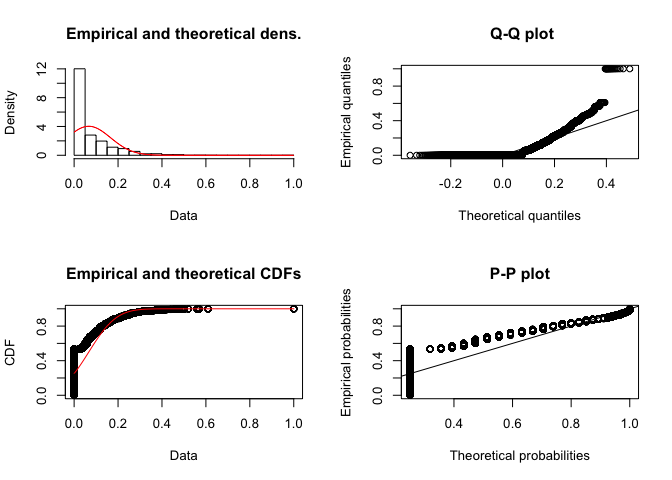 Empirical and theoretical dens.
Density
0 4 8 12
0.0 0.2 0.4 0.6 0.8 1.0
Data
Q-Q plot
Empirical quantiles
0.0 0.4 0.8
-0.2 0.0 0.2 0.4
Theoretical quantiles
Empirical and theoretical CDFs
CDF
0.0 0.4 0.8
0.0 0.2 0.4 0.6 0.8 1.0
Data
P-P plot
Empirical probabilities
0.0 0.4 0.8
0.4 0.6 0.8 1.0
Theoretical probabilities